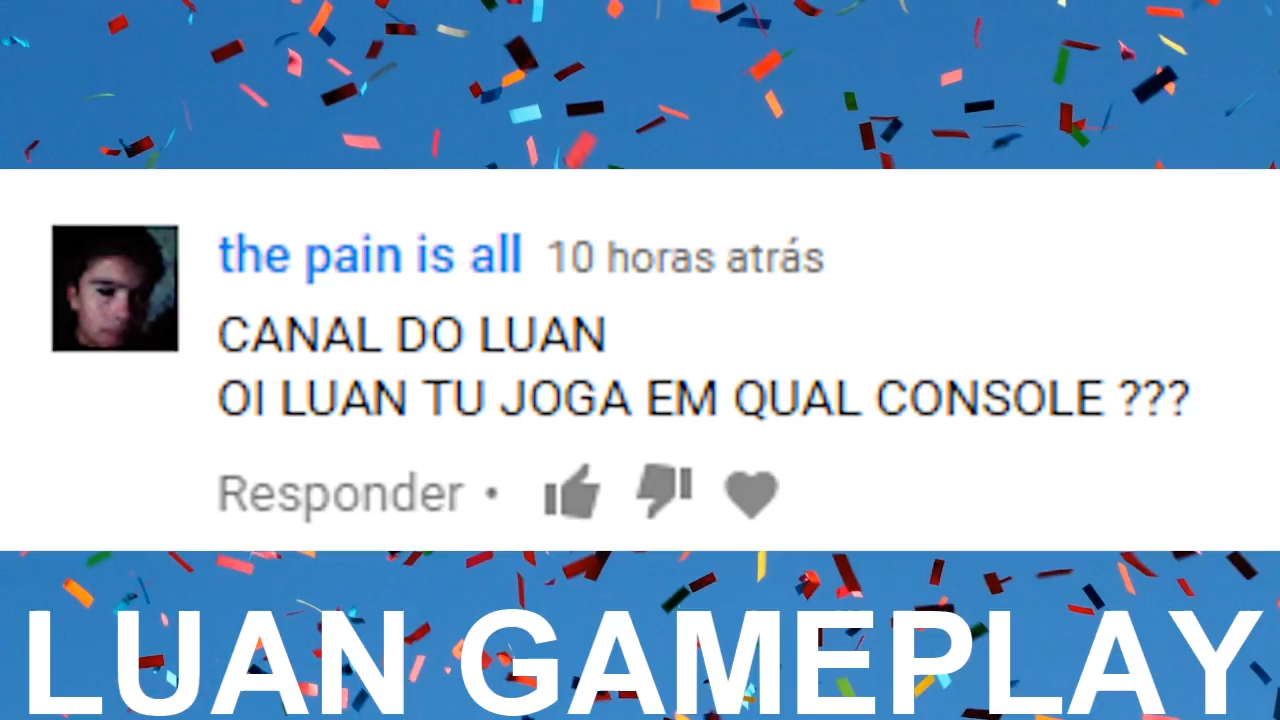 the pain is all 10 horas atrás
CANAL DO LUAN
OI LUAN TU JOGA EM QUAL CONSOLE ???
Responder •
LUAN GAMEPLAY